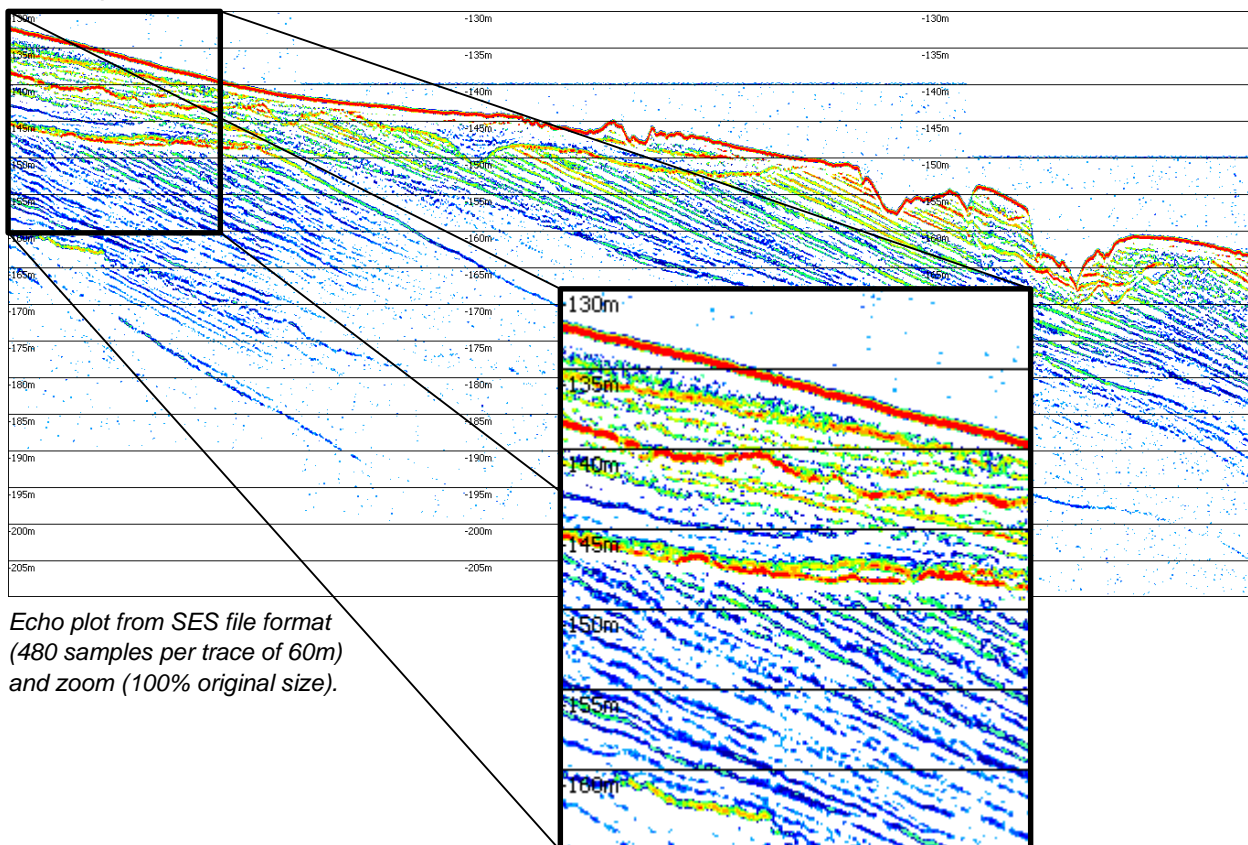 -130m -130m -130m
-135m -135m -135m
-140m -140m -140m
-145m -145m -145m
-150m -150m -150m
-155m -155m -155m
-160m -160m -160m
-165m -165m -165m
-170m -170m
-175m -175m
-180m -180m
-185m -185m
-190m -190m
-195m -195m
-200m -200m
-205m -205m
-130m
-135m
-140m
-145m
-150m
-155m
-160m
Echo plot from SES file format
(480 samples per trace of 60m)
and zoom (100% original size).